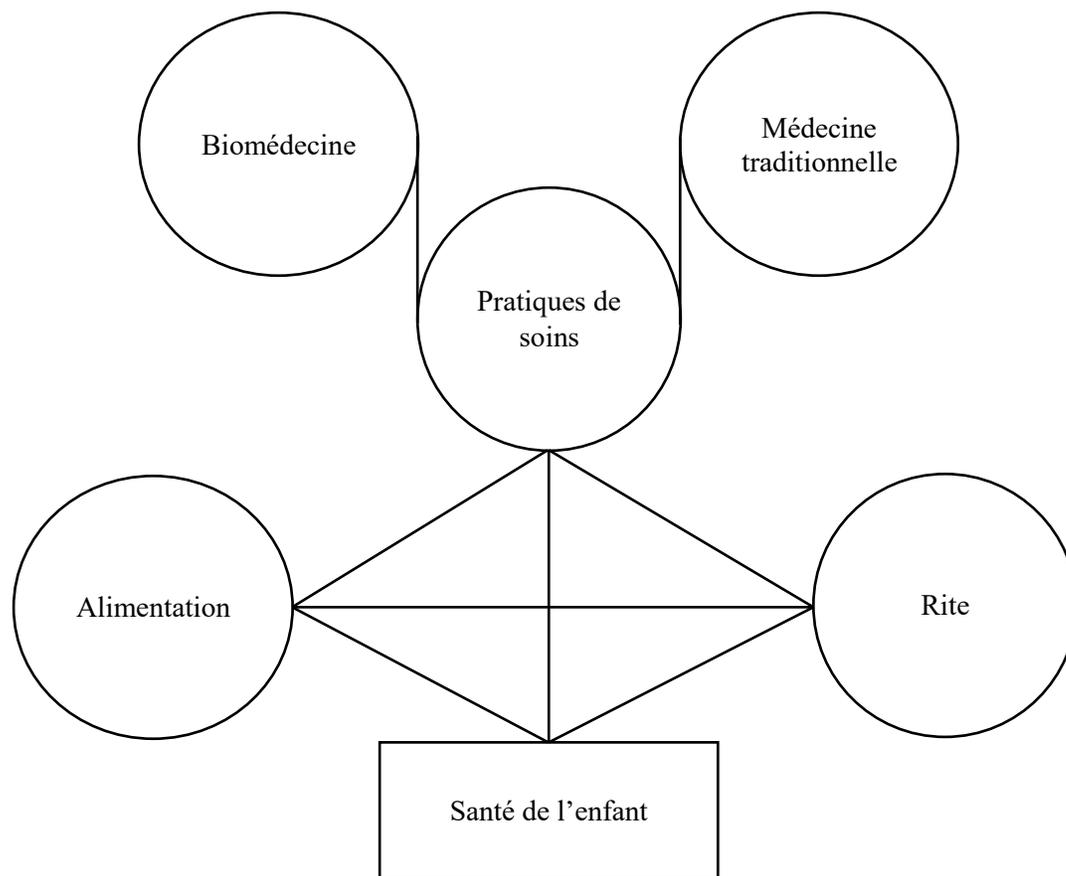 Biomédecine
Médecine
traditionnelle
Pratiques de
soins
Alimentation
Rite
Santé de l’enfant